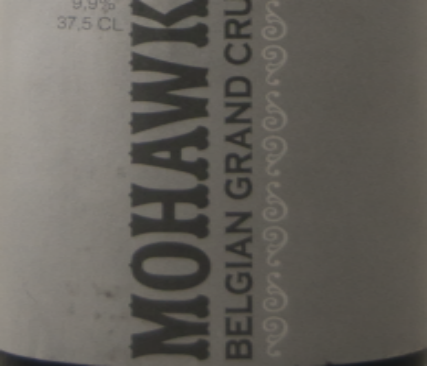 9,9%
37,5 CL
MOHAWK
BELGIAN GRAND CRU